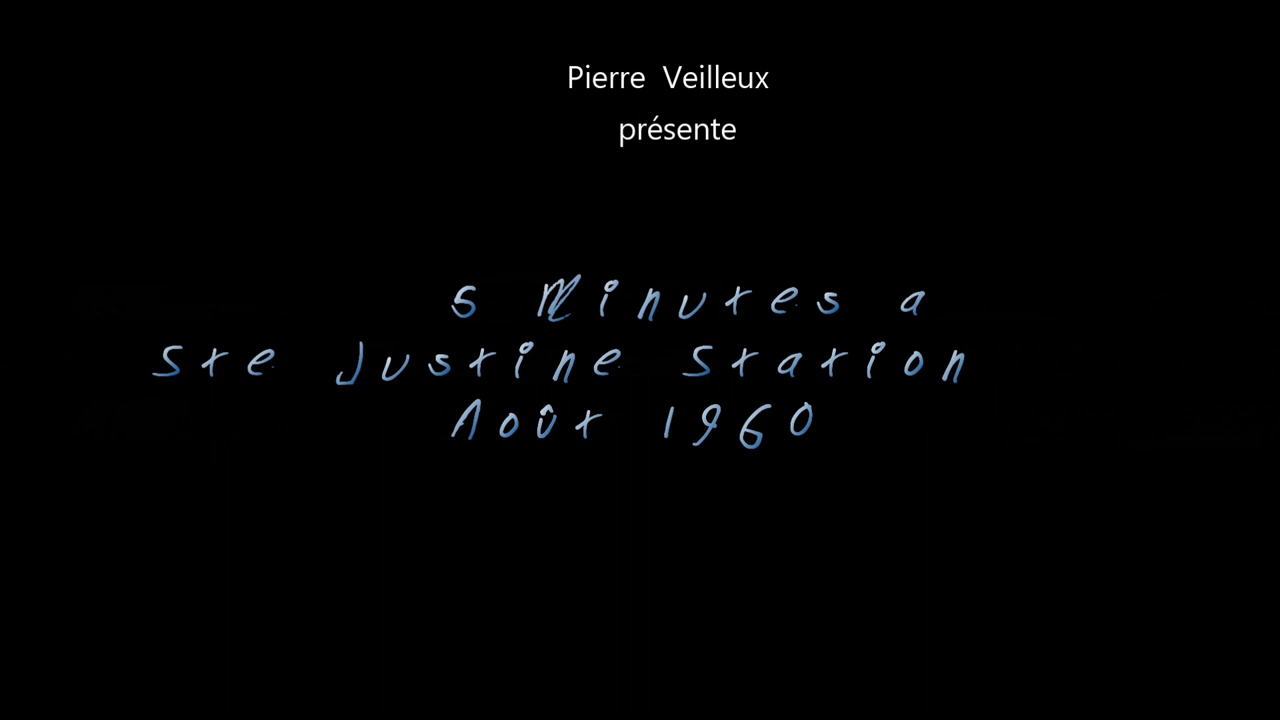 Pierre Veilleux
présente
5 Minutes a
Ste Justine Station
Août 1960